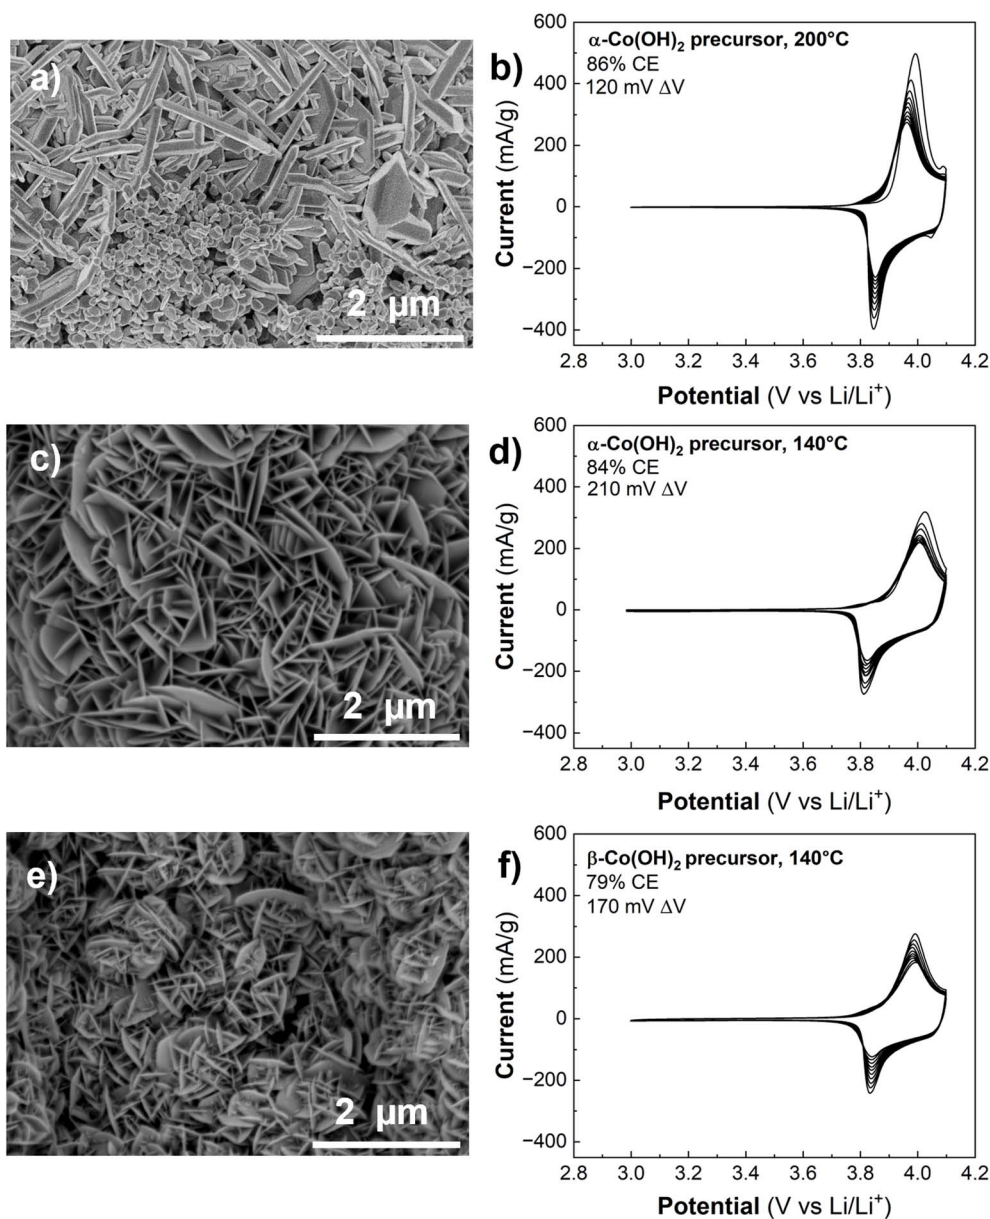 a)
2 µm
b)
α-Co(OH)₂ precursor, 200°C
86% CE
120 mV ΔV
600
400
200
0
−200
−400
Current (mA/g)
2.8 3.0 3.2 3.4 3.6 3.8 4.0 4.2
Potential (V vs Li/Li⁺)
c)
2 µm
d)
α-Co(OH)₂ precursor, 140°C
84% CE
210 mV ΔV
600
400
200
0
−200
−400
Current (mA/g)
2.8 3.0 3.2 3.4 3.6 3.8 4.0 4.2
Potential (V vs Li/Li⁺)
e)
2 µm
f)
β-Co(OH)₂ precursor, 140°C
79% CE
170 mV ΔV
600
400
200
0
−200
−400
Current (mA/g)
2.8 3.0 3.2 3.4 3.6 3.8 4.0 4.2
Potential (V vs Li/Li⁺)